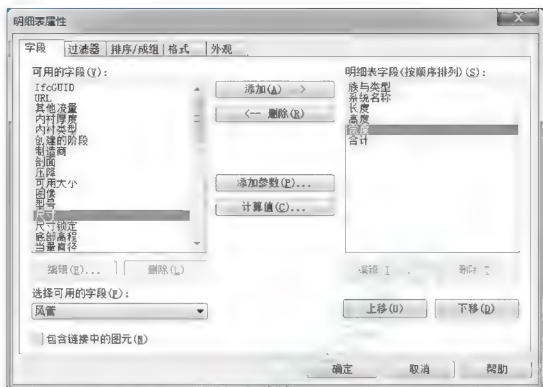 明细表属性
字段 过滤器 排序/成组 格式 外观
可用的字段(V):
IfcGUID
URL
其他流量
内衬厚度
内衬类型
创建的阶段
制造商
剖面
压降
可用大小
图像
型号
尺寸
尺寸锁定
底部高程
当量直径
编辑(E)... 删除(L)
选择可用的字段(F):
风管
包含链接中的图元(N)
添加(A) -->
<-- 删除(R)
添加参数(P)...
计算值(C)...
明细表字段(按顺序排列)(S):
族与类型
系统名称
长度
高度
宽度
合计
编辑 删除
上移(U) 下移(D)
确定 取消 帮助